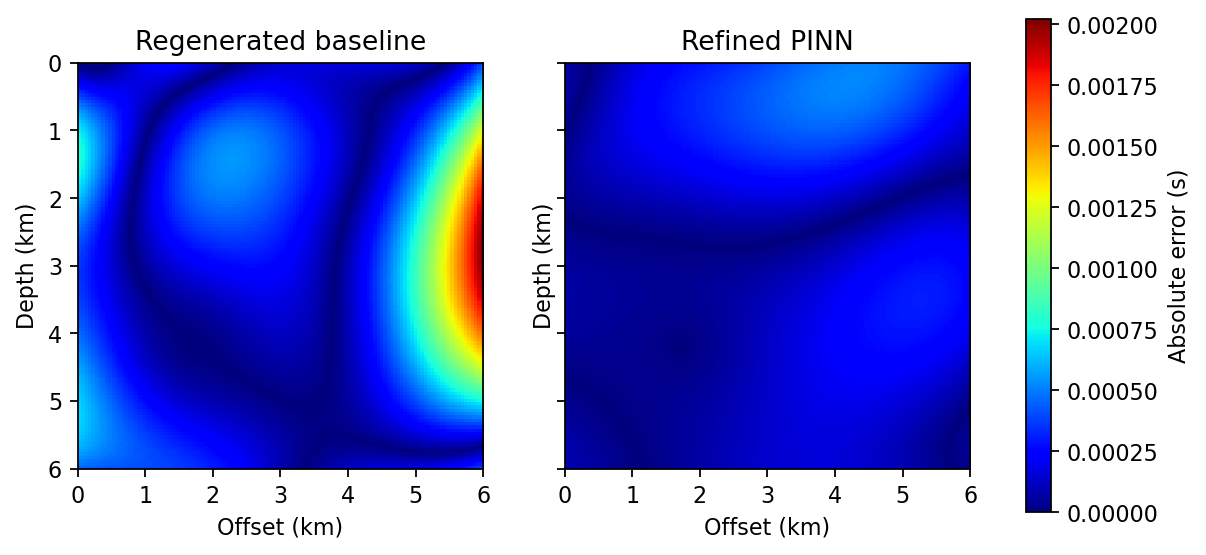 Regenerated baseline
Refined PINN
0
1
2
3
4
5
6
Depth (km)
0 1 2 3 4 5 6
Offset (km)
Depth (km)
0 1 2 3 4 5 6
Offset (km)
0.00200
0.00175
0.00150
0.00125
0.00100
0.00075
0.00050
0.00025
0.00000
Absolute error (s)